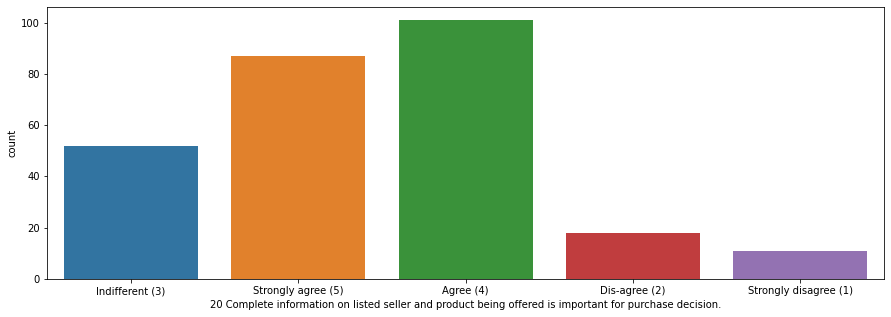 100
80
60
40
20
0
count
Indifferent (3)
Strongly agree (5)
Agree (4)
Dis-agree (2)
Strongly disagree (1)
20 Complete information on listed seller and product being offered is important for purchase decision.